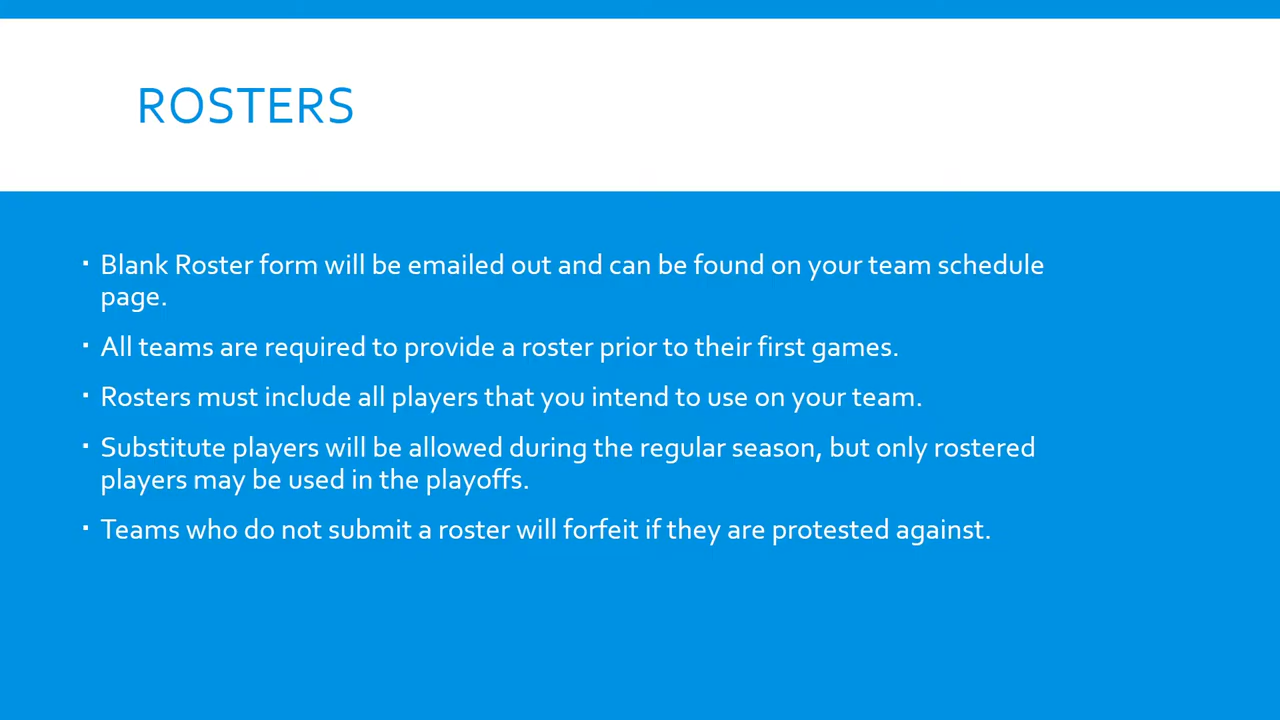 ROSTERS
▪ Blank Roster form will be emailed out and can be found on your team schedule
page.
▪ All teams are required to provide a roster prior to their first games.
▪ Rosters must include all players that you intend to use on your team.
▪ Substitute players will be allowed during the regular season, but only rostered
players may be used in the playoffs.
▪ Teams who do not submit a roster will forfeit if they are protested against.